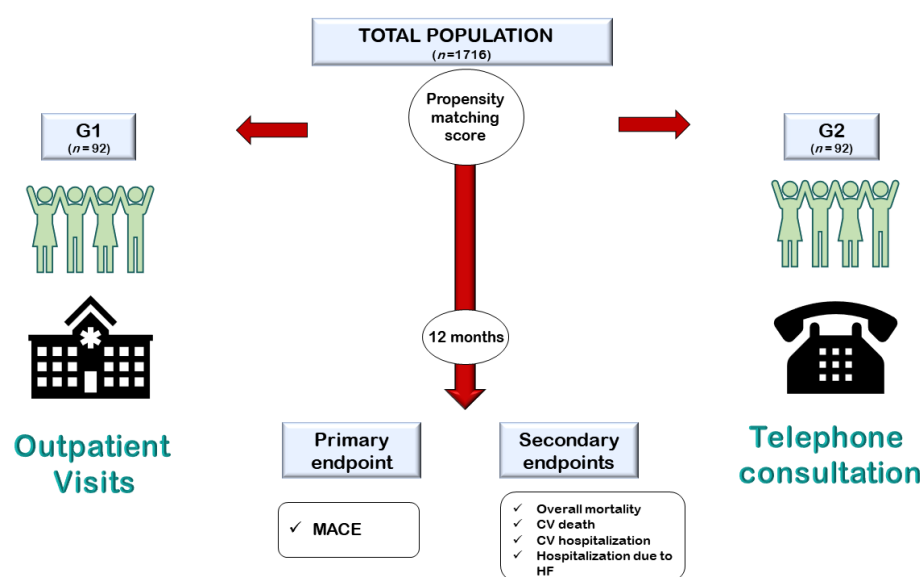 TOTAL POPULATION
(n=1716)
Propensity
matching
score
G1
(n= 92)
G2
(n= 92)
12 months
Outpatient
Visits
Telephone
consultation
Primary
endpoint
MACE
Secondary
endpoints
Overall mortality
CV death
CV hospitalization
Hospitalization due to
HF